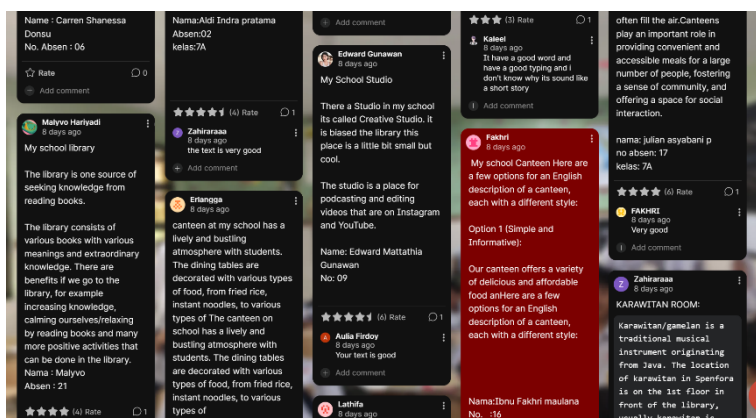 Name : Carren Shanessa
Donsu
No. Absen : 06
Rate
0
Add comment
Malyvo Hariyadi
8 days ago
My school library
The library is one source of
seeking knowledge from
reading books.
The library consists of
various books with various
meanings and extraordinary
knowledge. There are
benefits if we go to the
library, for example
increasing knowledge,
calming ourselves/relaxing
by reading books and many
more positive activities that
can be done in the library.
Nama : Malyvo
Absen : 21
(4) Rate
1
Nama:Aldi Indra pratama
Absen:02
kelas:7A
(4) Rate
1
Z
Zahiraraaa
8 days ago
the text is very good
Add comment
Erlangga
8 days ago
canteen at my school has a
lively and bustling
atmosphere with students.
The dining tables are
decorated with various types
of food, from fried rice,
instant noodles, to various
types of The canteen on
school has a lively and
bustling atmosphere with
students. The dining tables
are decorated with various
types of food, from fried rice,
instant noodles, to various
types of
Add comment
Edward Gunawan
8 days ago
My School Studio
There a Studio in my school
its called Creative Studio. it
is biased the library this
place is a little bit small but
cool.
The studio is a place for
podcasting and editing
videos that are on Instagram
and YouTube.
Name: Edward Mattathia
Gunawan
No: 09
(6) Rate
1
Aulia Firdoy
8 days ago
Your text is good
Add comment
Lathifa
8 days ago
(3) Rate
1
Kaleel
8 days ago
It have a good word and
have a good typing and i
don't know why its sound like
a short story
Add comment
Fakhri
8 days ago
My school Canteen Here are
a few options for an English
description of a canteen,
each with a different style:
Option 1 (Simple and
Informative):
Our canteen offers a variety
of delicious and affordable
food anHere are a few
options for an English
description of a canteen,
each with a different style:
Nama:Ibnu Fakhri maulana
No. :16
often fill the air.Canteens
play an important role in
providing convenient and
accessible meals for a large
number of people, fostering
a sense of community, and
offering a space for social
interaction.
nama: julian asyabani p
no absen: 17
kelas: 7A
(6) Rate
1
FAKHRI
8 days ago
Very good
Add comment
Z
Zahiraraaa
8 days ago
KARAWITAN ROOM:
Karawitan/gamelan is a
traditional musical
instrument originating
from Java. The location
of karawitan in Spenfora
is on the 1st floor in
front of the library,
usually karawitan is